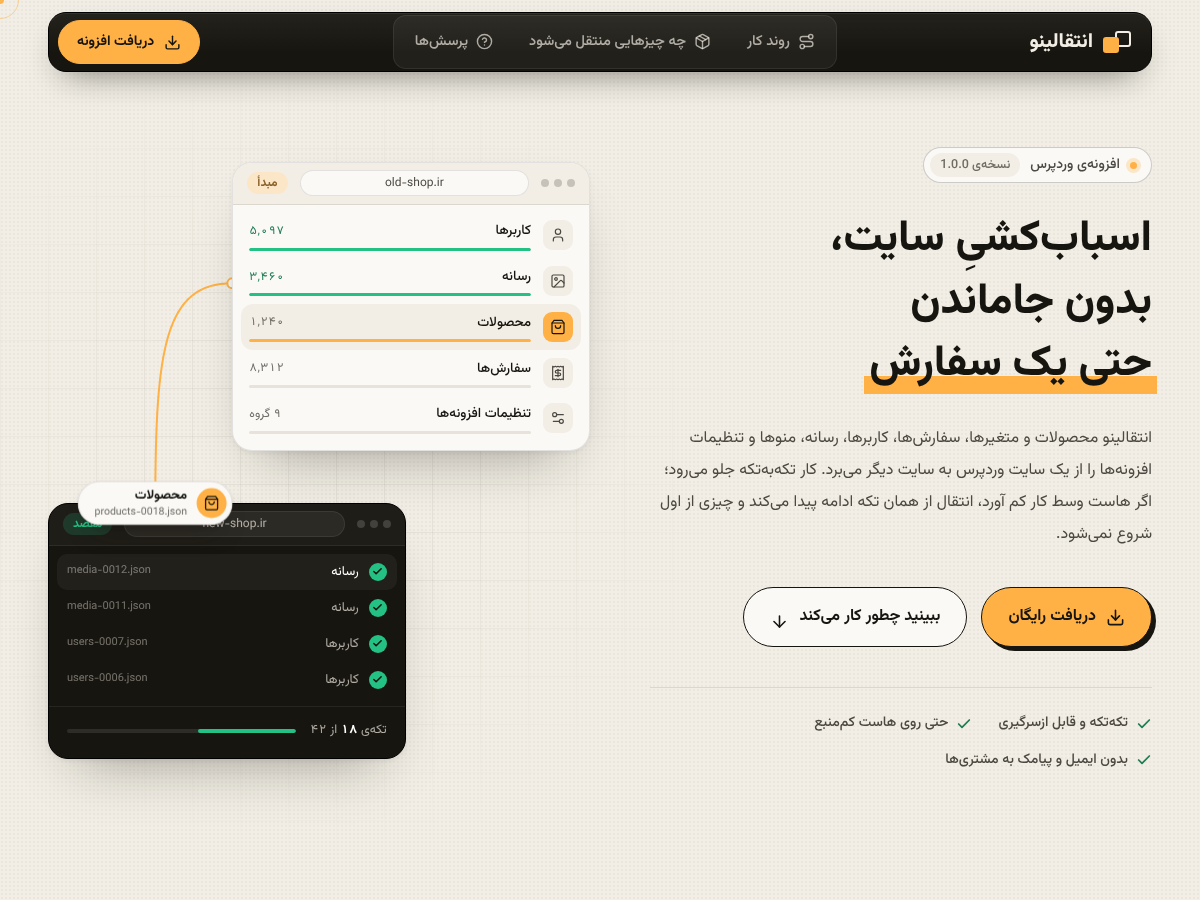 انتقالینو
روند کار
چه چیزهایی منتقل می‌شود
پرسش‌ها
دریافت افزونه
افزونه‌ی وردپرس
نسخه‌ی 1.0.0
اسباب‌کشیِ سایت،
بدون جاماندن
حتی یک سفارش
انتقالینو محصولات و متغیرها، سفارش‌ها، کاربرها، رسانه، منوها و تنظیمات
افزونه‌ها را از یک سایت وردپرس به سایت دیگر می‌برد. کار تکه‌به‌تکه جلو می‌رود؛
اگر هاست وسط کار کم آورد، انتقال از همان تکه ادامه پیدا می‌کند و چیزی از اول
شروع نمی‌شود.
دریافت رایگان
ببینید چطور کار می‌کند
تکه‌تکه و قابل ازسرگیری
حتی روی هاست کم‌منبع
بدون ایمیل و پیامک به مشتری‌ها
old-shop.ir
مبدأ
کاربرها ۵,۰۹۷
رسانه ۳,۴۶۰
محصولات ۱,۲۴۰
سفارش‌ها ۸,۳۱۲
تنظیمات افزونه‌ها ۹ گروه
محصولات
products-0018.json
رسانه media-0012.json
رسانه media-0011.json
کاربرها users-0007.json
کاربرها users-0006.json
تکه‌ی ۱۸ از ۴۲